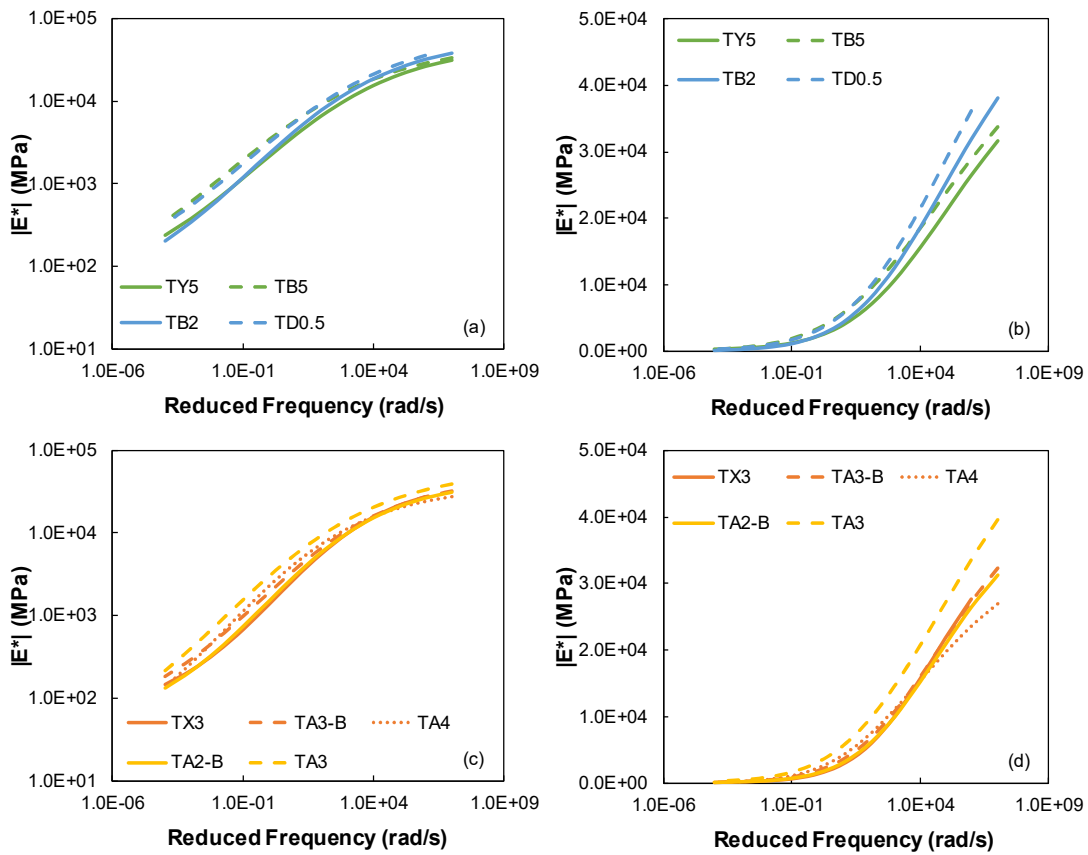 1.0E+05
1.0E+04
1.0E+03
1.0E+02
1.0E+01
|E*| (MPa)
TY5 TB5
TB2 TD0.5
(a)
1.0E-06 1.0E-01 1.0E+04 1.0E+09
Reduced Frequency (rad/s)
5.0E+04
4.0E+04
3.0E+04
2.0E+04
1.0E+04
0.0E+00
|E*| (MPa)
TY5 TB5
TB2 TD0.5
(b)
1.0E-06 1.0E-01 1.0E+04 1.0E+09
Reduced Frequency (rad/s)
1.0E+05
1.0E+04
1.0E+03
1.0E+02
1.0E+01
|E*| (MPa)
TX3 TA3-B TA4
TA2-B TA3
(c)
1.0E-06 1.0E-01 1.0E+04 1.0E+09
Reduced Frequency (rad/s)
5.0E+04
4.0E+04
3.0E+04
2.0E+04
1.0E+04
0.0E+00
|E*| (MPa)
TX3 TA3-B TA4
TA2-B TA3
(d)
1.0E-06 1.0E-01 1.0E+04 1.0E+09
Reduced Frequency (rad/s)